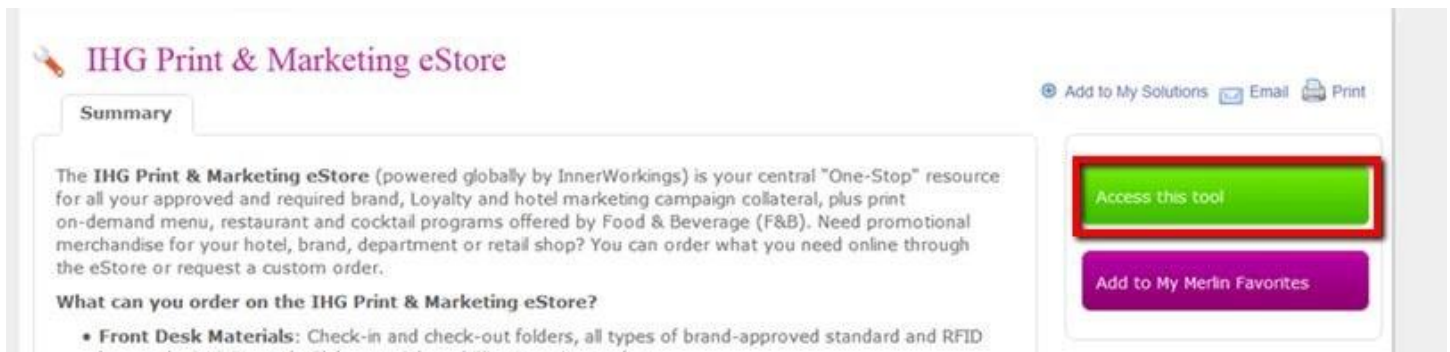 IHG Print & Marketing eStore
Add to My Solutions Email Print
Summary
The IHG Print & Marketing eStore (powered globally by InnerWorkings) is your central "One-Stop" resource
for all your approved and required brand, Loyalty and hotel marketing campaign collateral, plus print
on-demand menu, restaurant and cocktail programs offered by Food & Beverage (F&B). Need promotional
merchandise for your hotel, brand, department or retail shop? You can order what you need online through
the eStore or request a custom order.
What can you order on the IHG Print & Marketing eStore?
• Front Desk Materials: Check-in and check-out folders, all types of brand-approved standard and RFID
Access this tool
Add to My Merlin Favorites